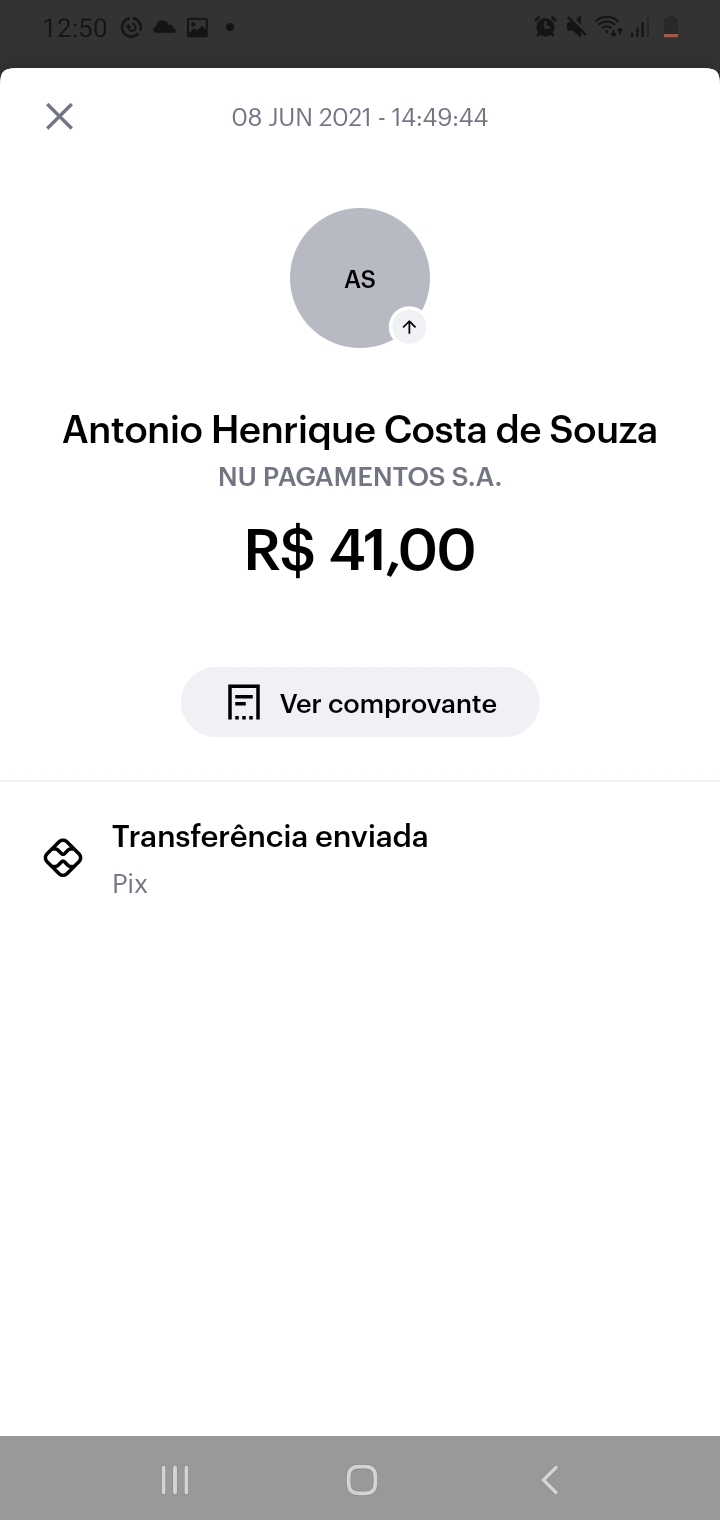 12:50
08 JUN 2021 - 14:49:44
AS
Antonio Henrique Costa de Souza
NU PAGAMENTOS S.A.
R$ 41,00
Ver comprovante
Transferência enviada
Pix